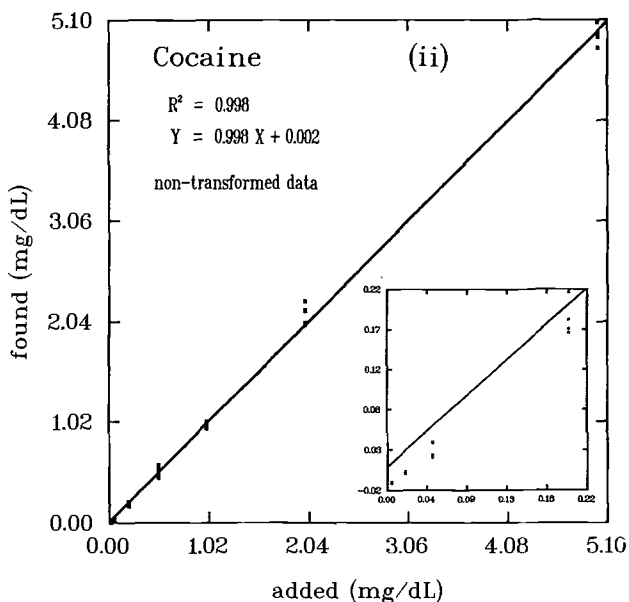 5.10
Cocaine (ii)
R² = 0.998
4.08
Y = 0.998 X + 0.002
non-transformed data
3.06
found (mg/dL)
0.22
2.04
0.17
0.12
1.02
0.08
0.03
-0.02
0.00 0.04 0.09 0.13 0.18 0.22
0.00
0.00 1.02 2.04 3.06 4.08 5.10
added (mg/dL)